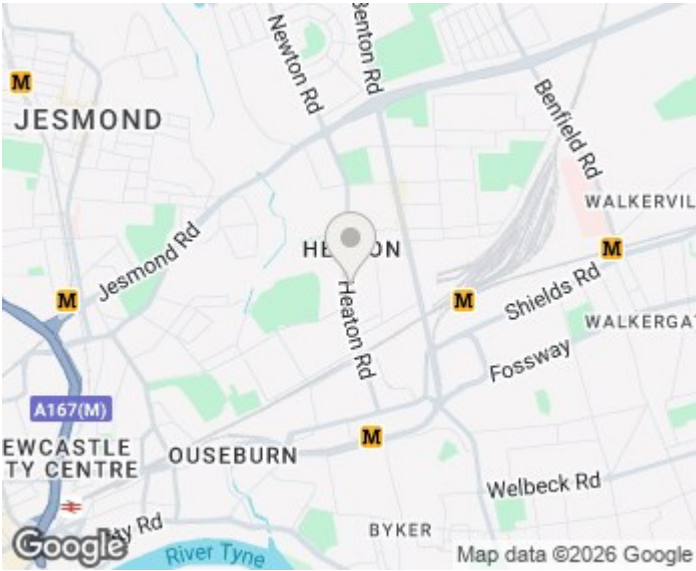 Newton Rd
Benton Rd
M
JESMOND
Benfield Rd
WALKERVIL
Jesmond Rd
HE ON
M
M
M
Heaton Rd
Shields Rd
WALKERGA
Fossway
A167(M)
EWCASTLE
TY CENTRE
OUSEBURN
M
Welbeck Rd
ty Rd
BYKER
River Tyne
Google
Map data ©2026 Google